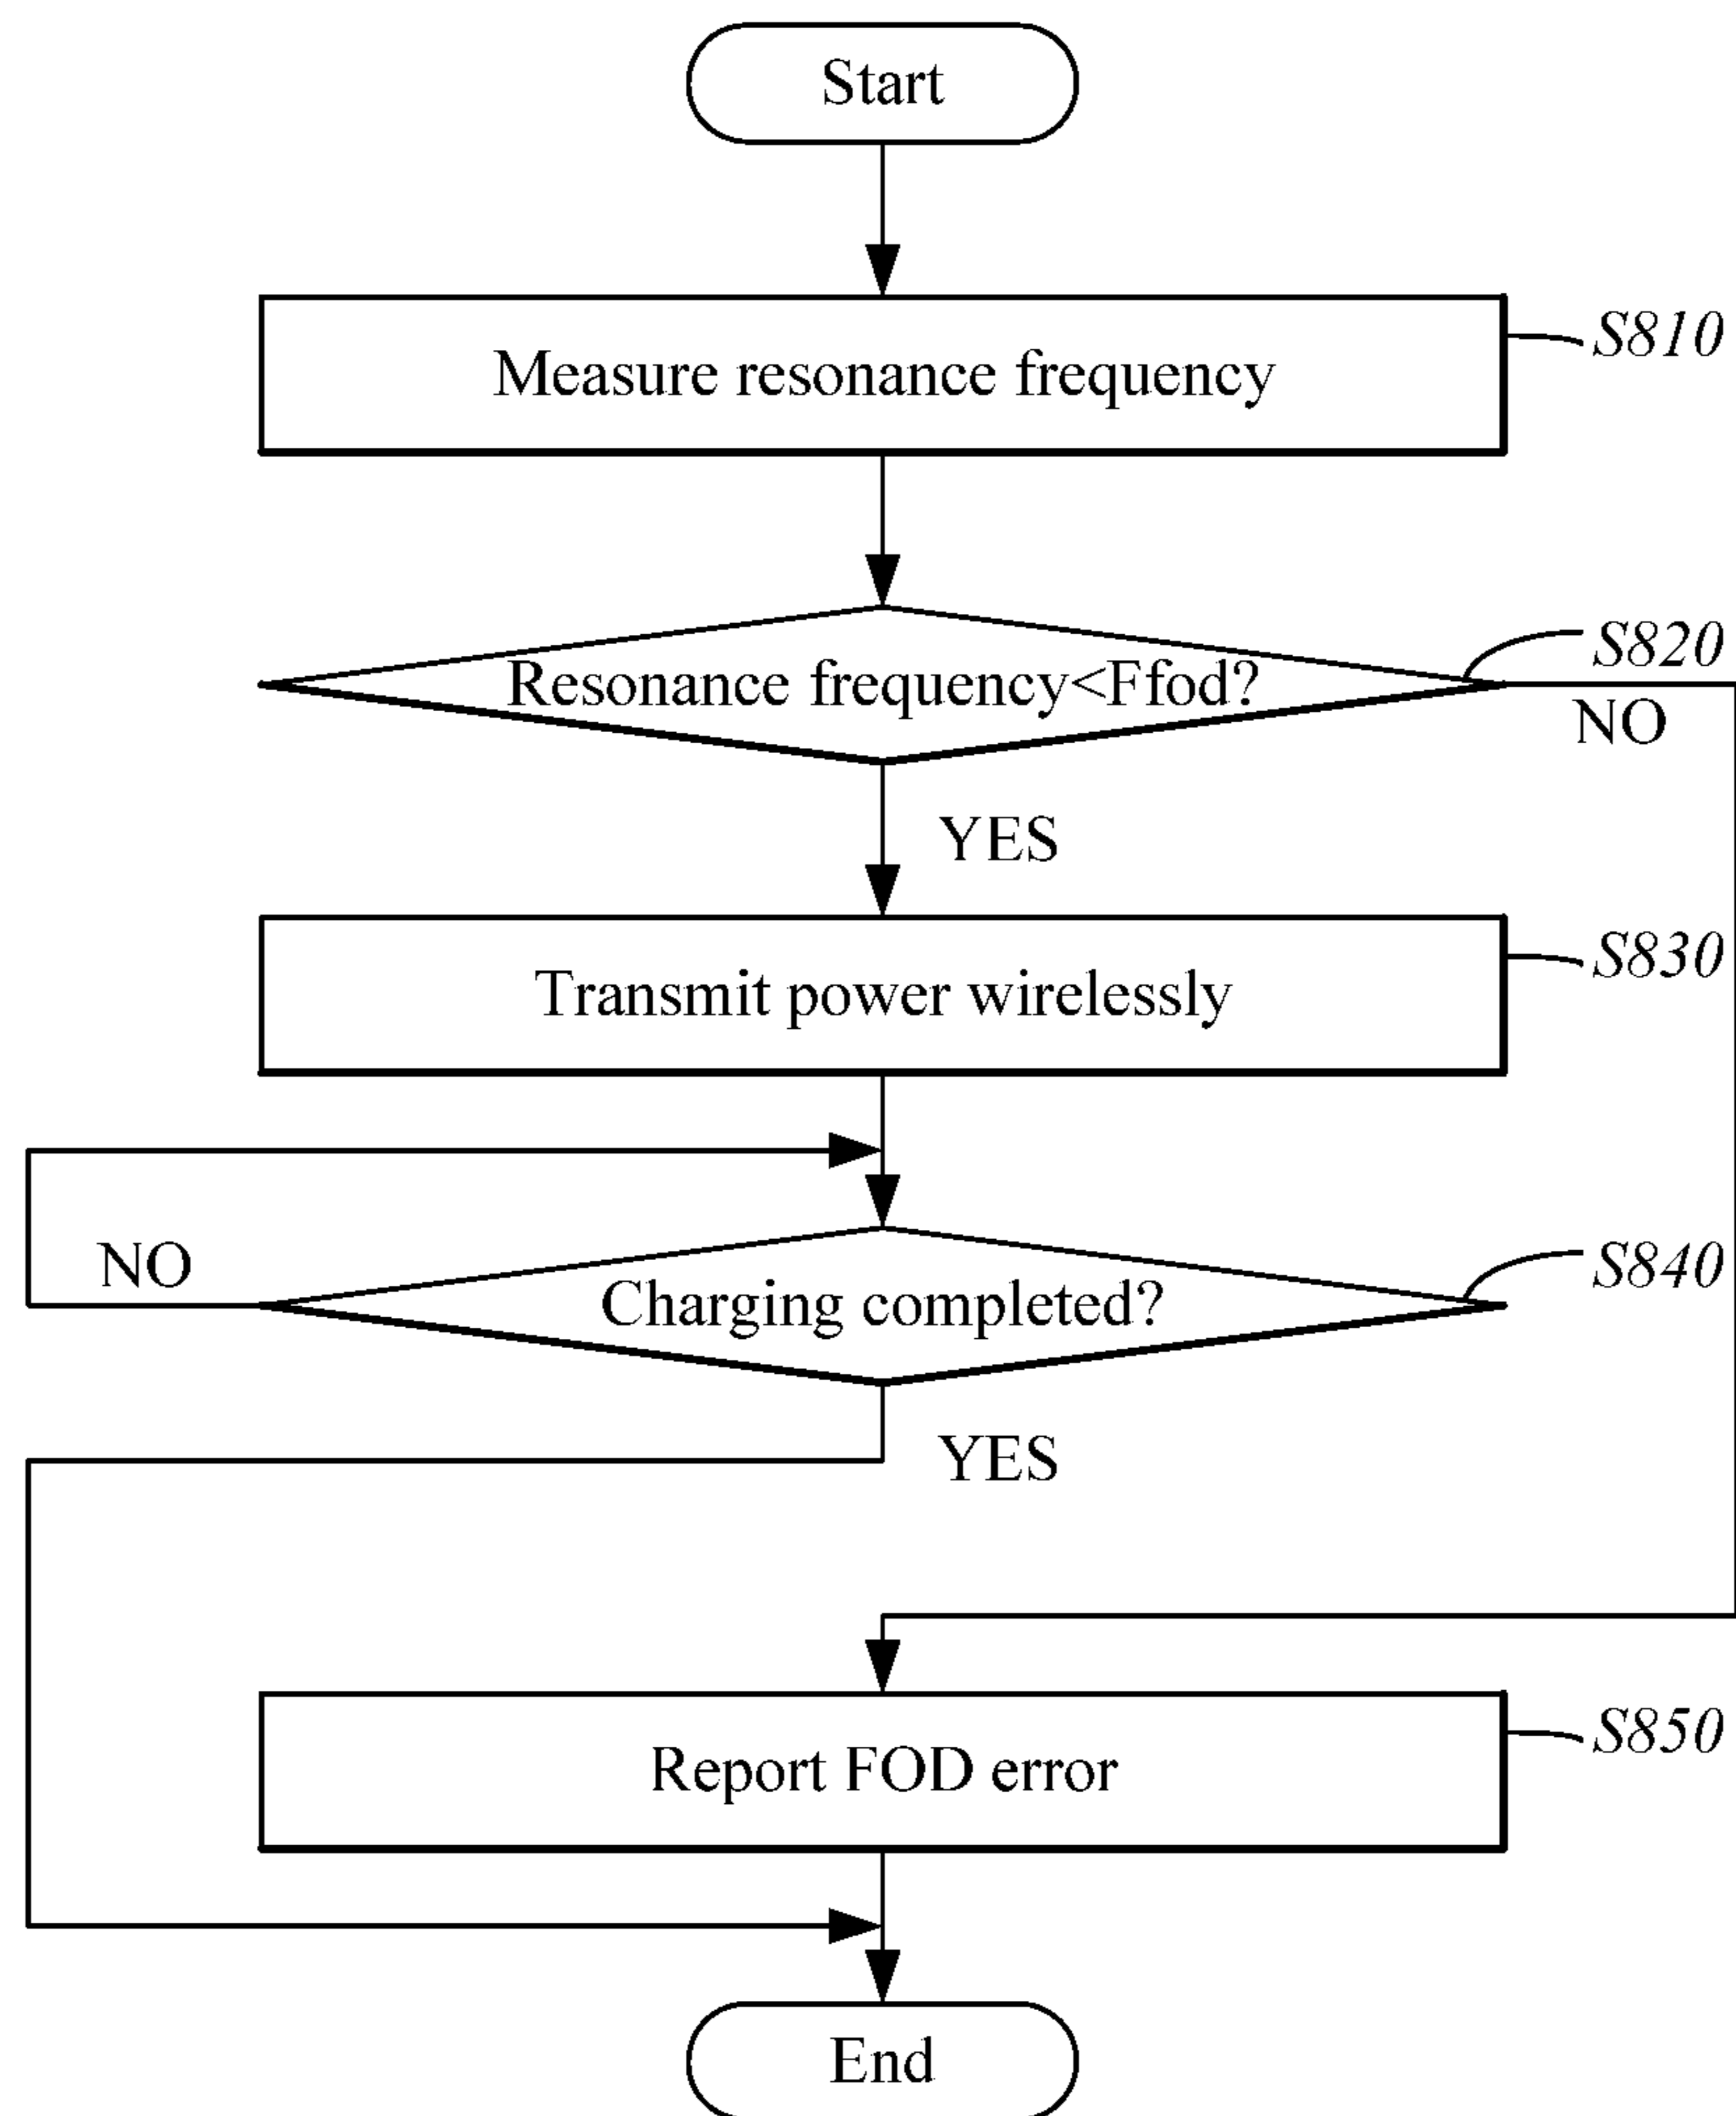 Start
Measure resonance frequency
S810
Resonance frequency<Ffod?
S820
NO
YES
Transmit power wirelessly
S830
NO
Charging completed?
S840
YES
Report FOD error
S850
End